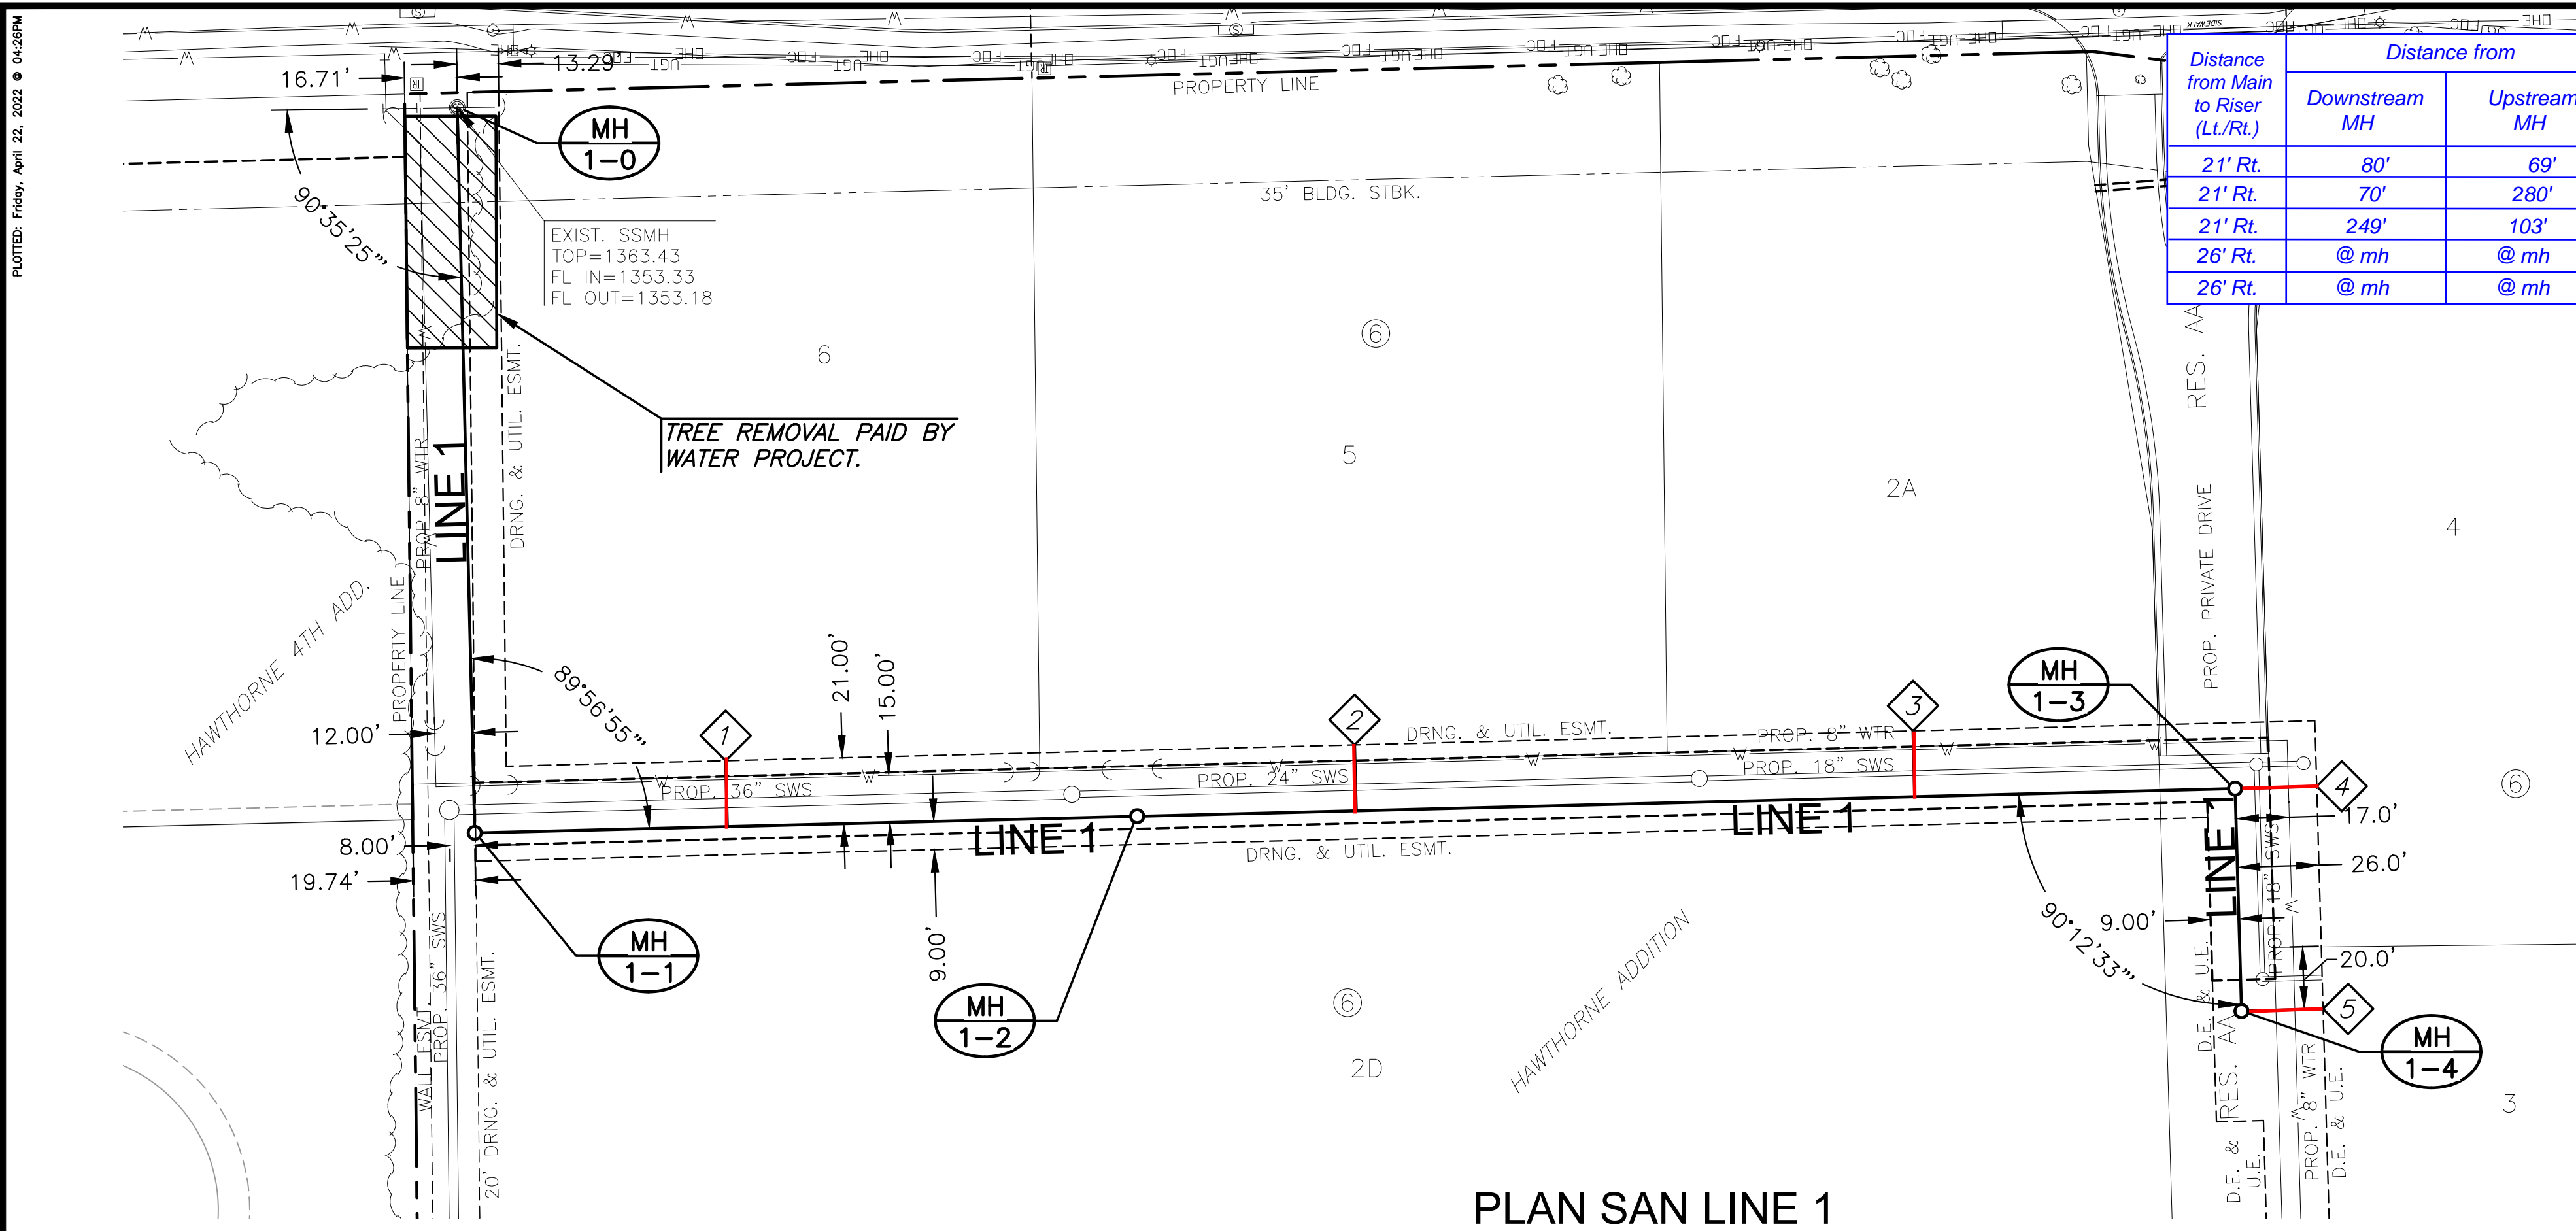 PLOTTED: Friday, April 22, 2022 @ 04:26PM
SIDEWALK
16.71'
13.29'
PROPERTY LINE
MH
1-0
90°35'25"'
35' BLDG. STBK.
EXIST. SSMH
TOP=1363.43
FL IN=1353.33
FL OUT=1353.18
Distance from Main to Riser (Lt./Rt.)
Distance from
Downstream MH
Upstream MH
21' Rt. 80' 69'
21' Rt. 70' 280'
21' Rt. 249' 103'
26' Rt. @ mh @ mh
26' Rt. @ mh @ mh
6
6
5
2A
4
6
TREE REMOVAL PAID BY
WATER PROJECT.
DRNG. & UTIL. ESMT.
PROP. 8" WTR
LINE 1
PROPERTY LINE
HAWTHORNE 4TH ADD.
RES. AA
PROP. PRIVATE DRIVE
89°56'55"'
12.00'
21.00'
15.00'
1
2
3
DRNG. & UTIL. ESMT.
PROP. 8" WTR
MH
1-3
PROP. 36" SWS
PROP. 24" SWS
PROP. 18" SWS
4
17.0'
26.0'
LINE 1
LINE 1
LINE 1
DRNG. & UTIL. ESMT.
8.00'
19.74'
9.00'
MH
1-1
MH
1-2
6
2D
HAWTHORNE ADDITION
90°12'33"'
9.00'
PROP. 18" SWS
20.0'
5
MH
1-4
3
WALL ESMT.
PROP. 36" SWS
20' DRNG. & UTIL. ESMT.
D.E. & U.E.
RES. AA
D.E. & U.E.
PROP. 8" WTR
D.E. & U.E.
PLAN SAN LINE 1